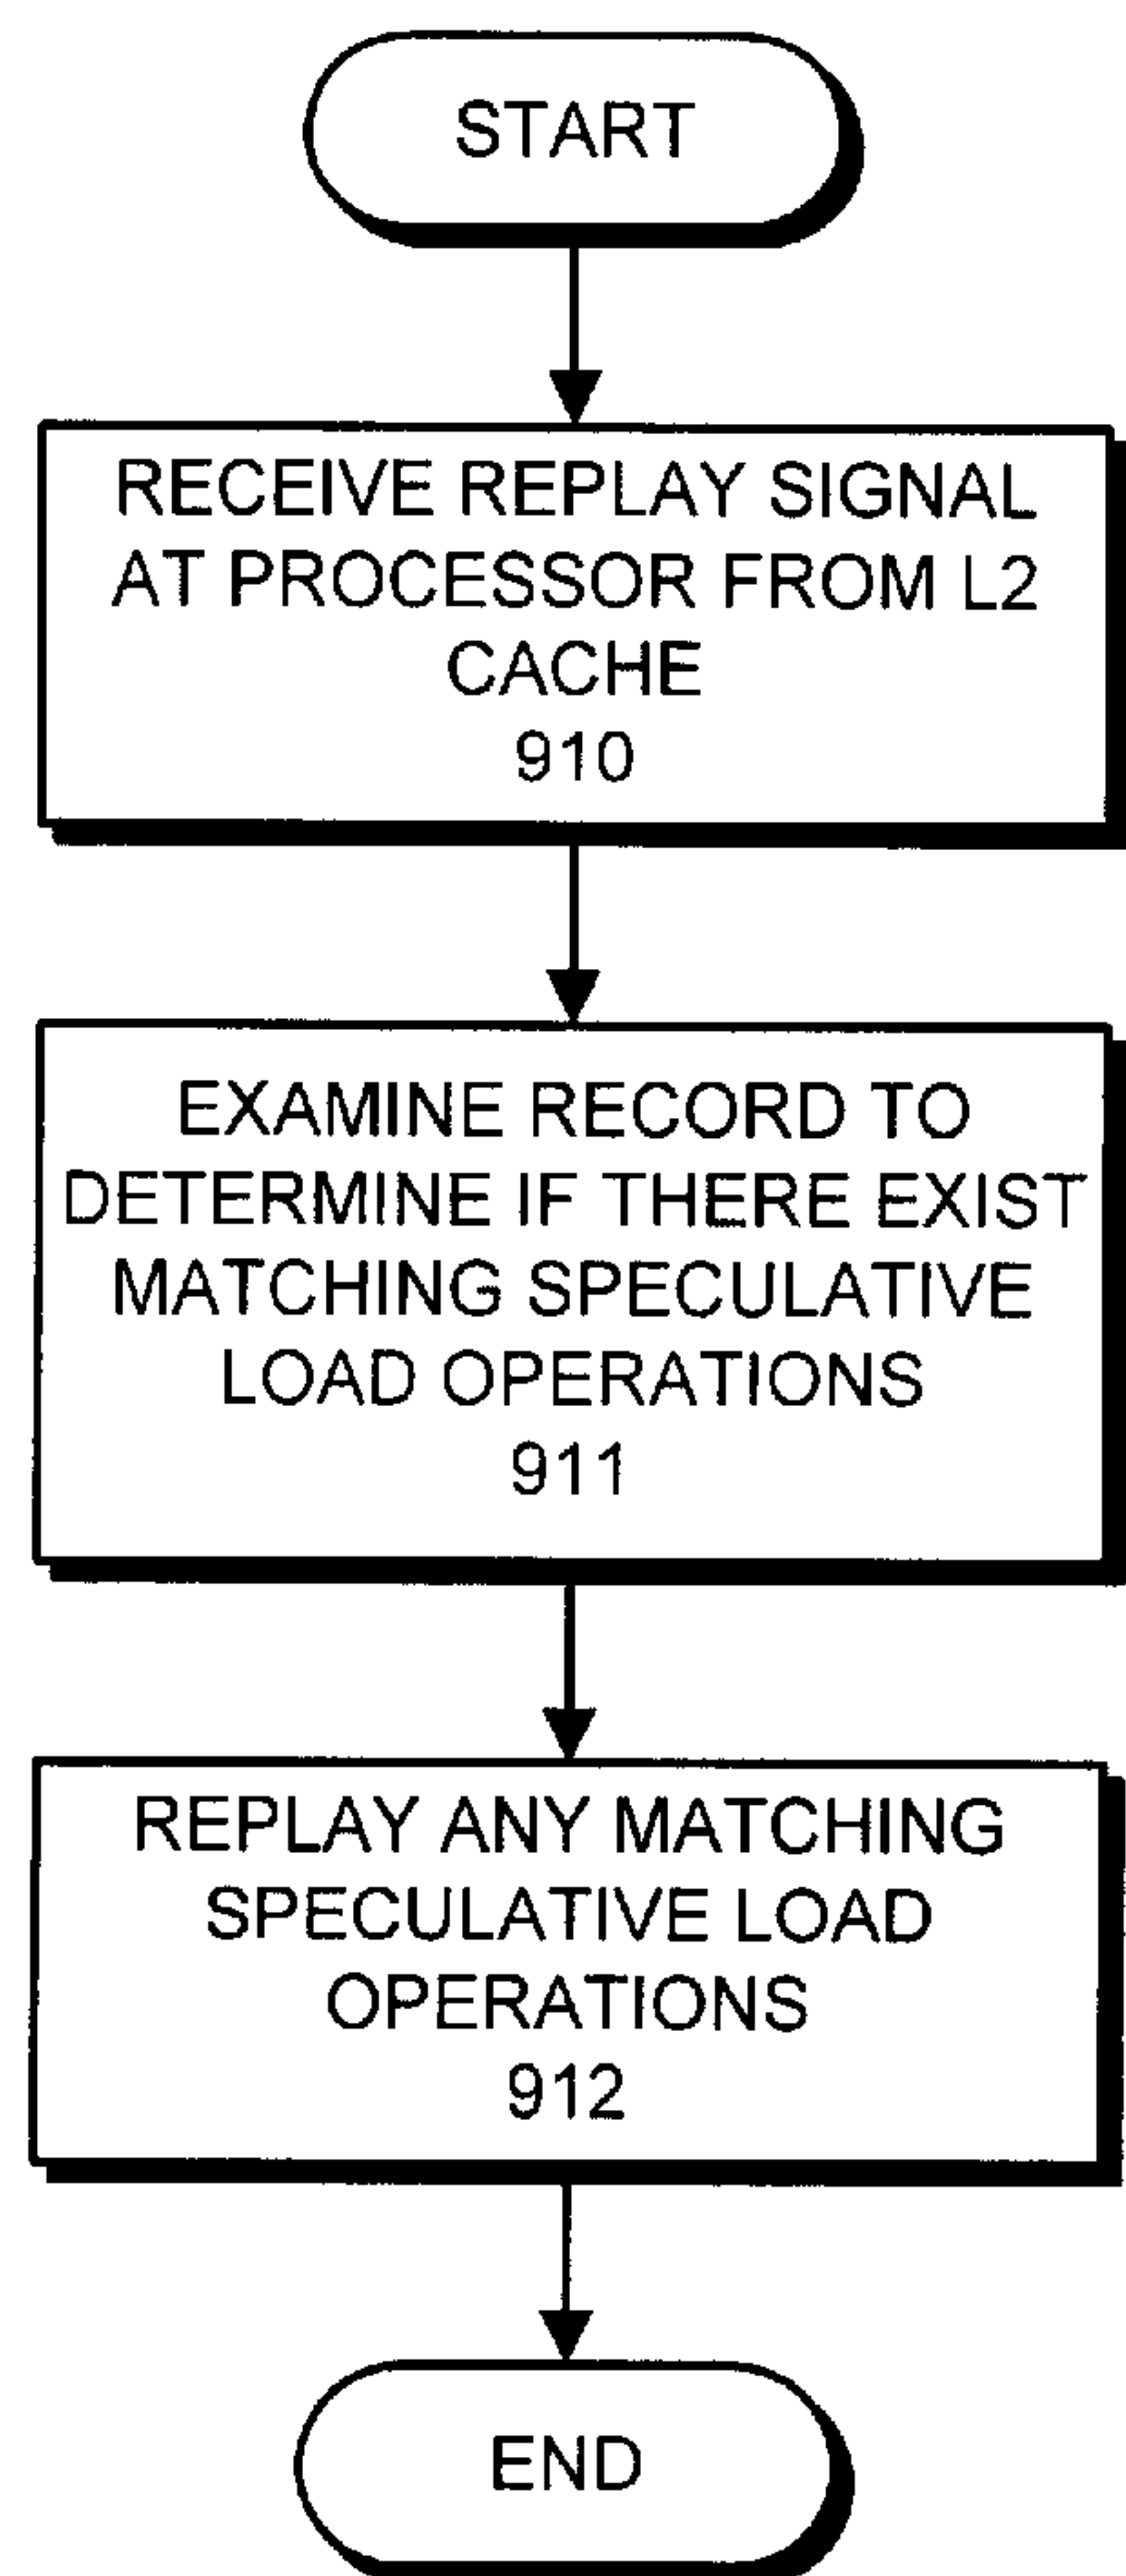 START
RECEIVE REPLAY SIGNAL
AT PROCESSOR FROM L2
CACHE
910
EXAMINE RECORD TO
DETERMINE IF THERE EXIST
MATCHING SPECULATIVE
LOAD OPERATIONS
911
REPLAY ANY MATCHING
SPECULATIVE LOAD
OPERATIONS
912
END